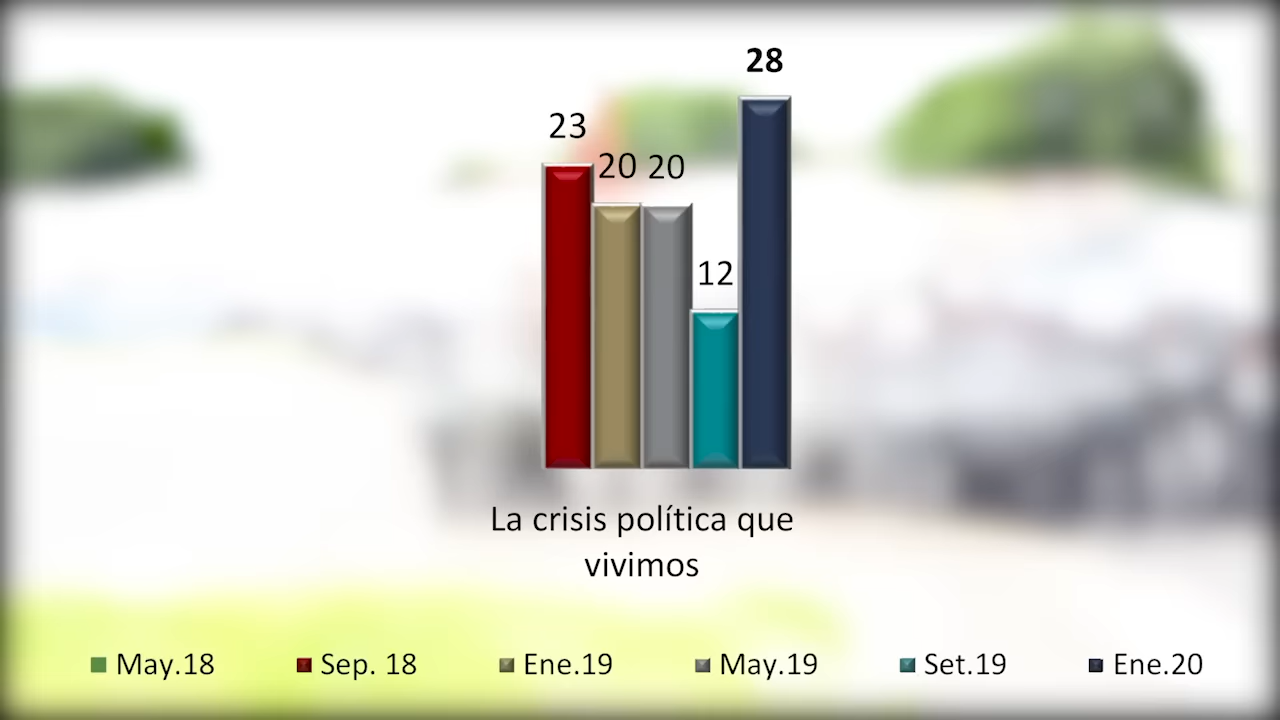 28
23
20 20
12
La crisis política que
vivimos
May.18 Sep. 18 Ene.19 May.19 Set.19 Ene.20